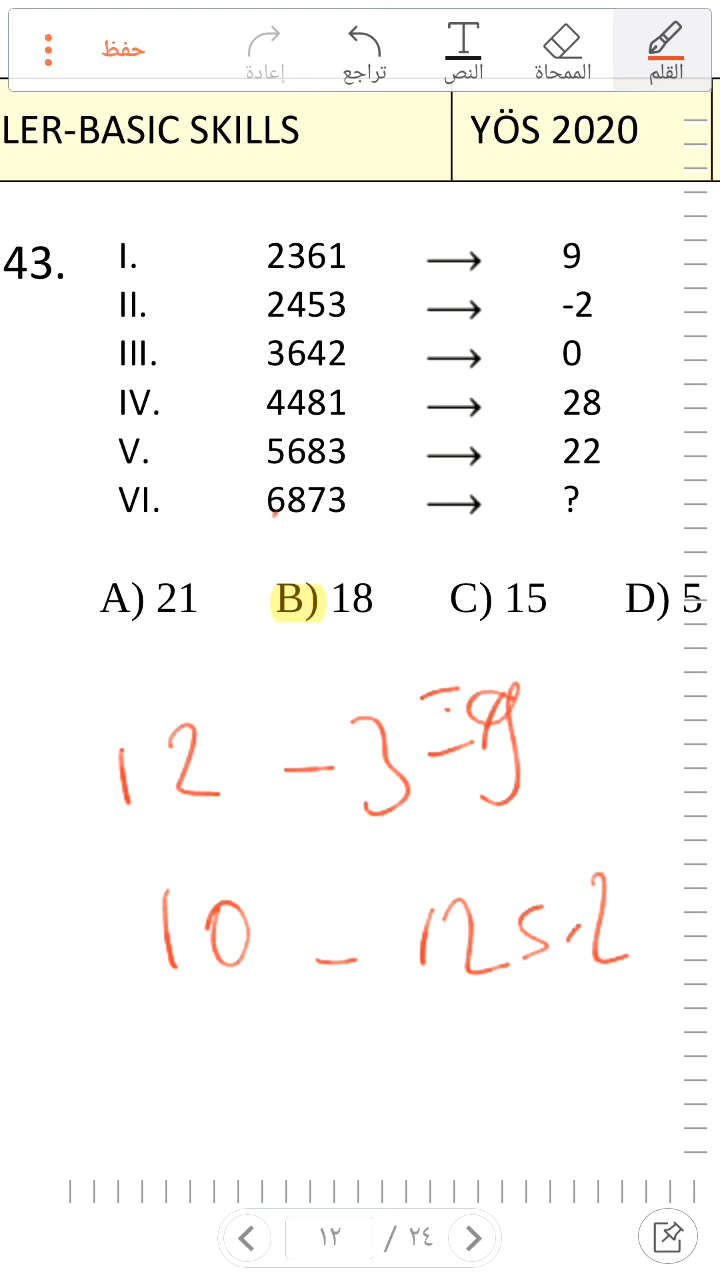 حفظ إعادة تراجع النص الممحاة القلم
LER-BASIC SKILLS YÖS 2020
43. I. 2361 → 9
II. 2453 → -2
III. 3642 → 0
IV. 4481 → 28
V. 5683 → 22
VI. 6873 → ?
A) 21 B) 18 C) 15 D) 5
12 - 3 = 9
10 - 12 = -2
١٢ / ٢٤